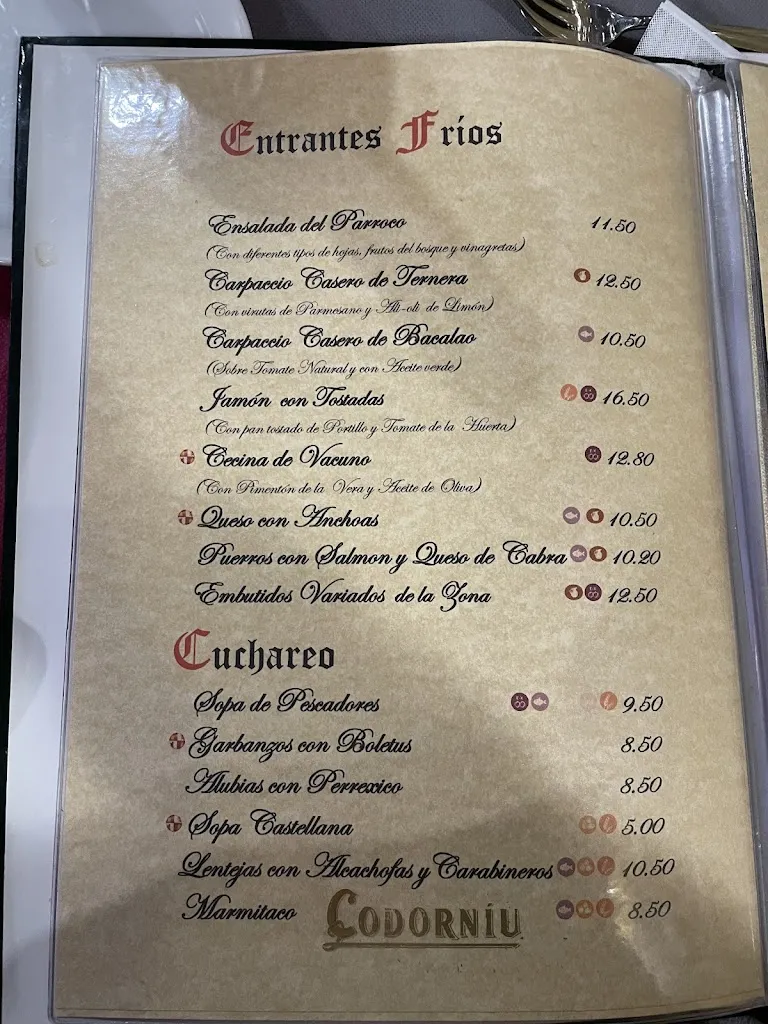 Entrantes Fríos
Ensalada del Parroco 11.50
(Con diferentes tipos de hojas, frutos del bosque y vinagretas)
Carpaccio Casero de Ternera 12.50
(Con virutas de Parmesano y Ali-oli de Limón)
Carpaccio Casero de Bacalao 10.50
(Sobre Tomate Natural y con Aceite verde)
Jamón con Tostadas 16.50
(Con pan tostado de Portillo y Tomate de la Huerta)
Cecina de Vacuno 12.80
(Con Pimentón de la Vera y Aceite de Oliva)
Queso con Anchoas 10.50
Puerros con Salmon y Queso de Cabra 10.20
Embutidos Variados de la Zona 12.50
Cuchareo
Sopa de Pescadores 9.50
Garbanzos con Boletus 8.50
Alubias con Perrexico 8.50
Sopa Castellana 5.00
Lentejas con Alcachofas y Carabineros 10.50
Marmitaco 8.50
CODORNÍU